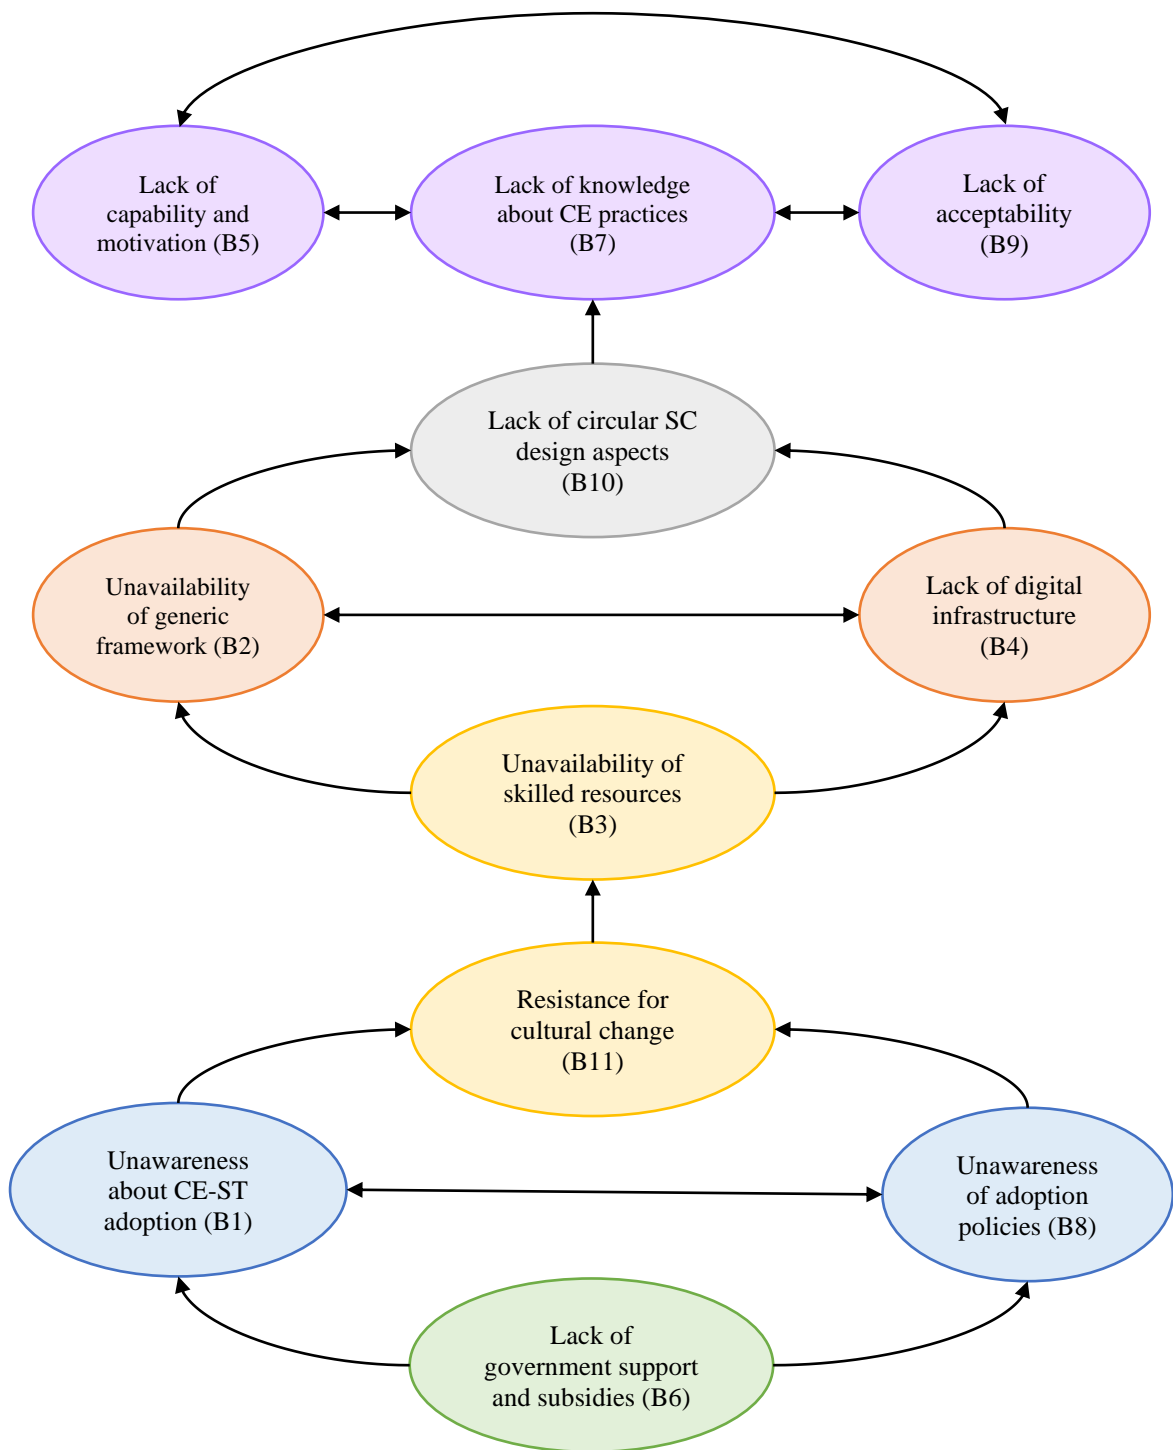 Lack of
capability and
motivation (B5)
Lack of knowledge
about CE practices
(B7)
Lack of
acceptability
(B9)
Lack of circular SC
design aspects
(B10)
Unavailability
of generic
framework (B2)
Lack of digital
infrastructure
(B4)
Unavailability of
skilled resources
(B3)
Resistance for
cultural change
(B11)
Unawareness
about CE-ST
adoption (B1)
Unawareness
of adoption
policies (B8)
Lack of
government support
and subsidies (B6)